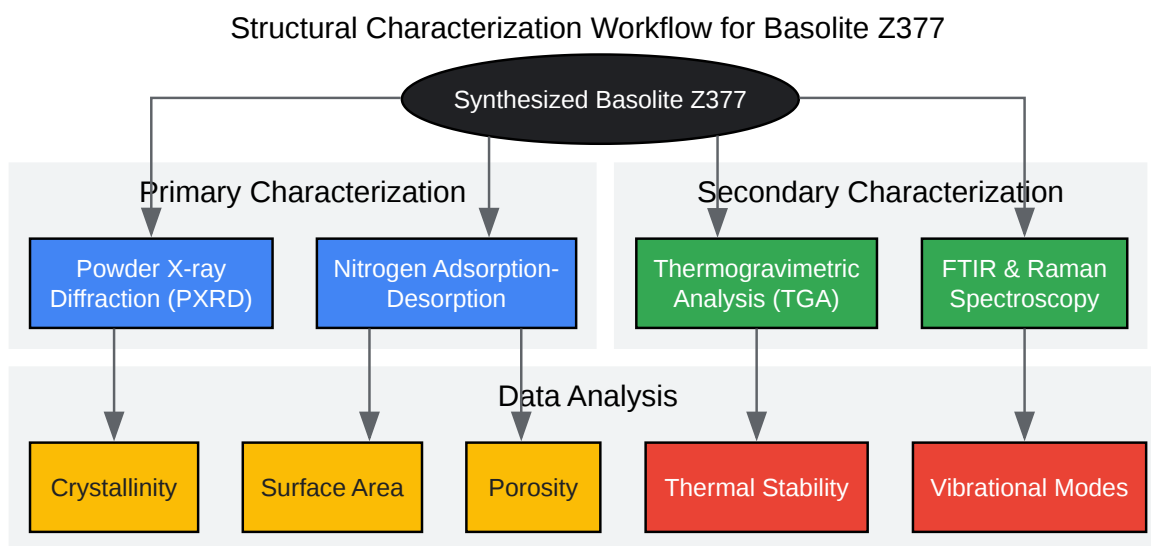 Structural Characterization Workflow for Basolite Z377
Synthesized Basolite Z377
Primary Characterization
Secondary Characterization
Powder X-ray
Diffraction (PXRD)
Nitrogen Adsorption-
Desorption
Thermogravimetric
Analysis (TGA)
FTIR & Raman
Spectroscopy
Data Analysis
Crystallinity
Surface Area
Porosity
Thermal Stability
Vibrational Modes